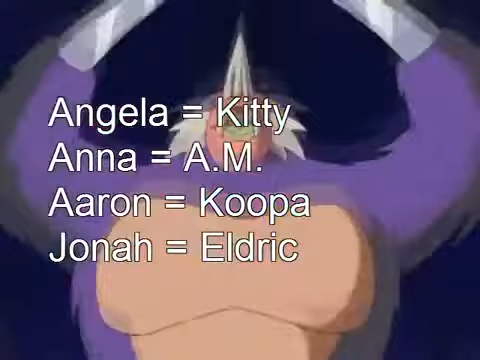 Angela = Kitty
Anna = A.M.
Aaron = Koopa
Jonah = Eldric